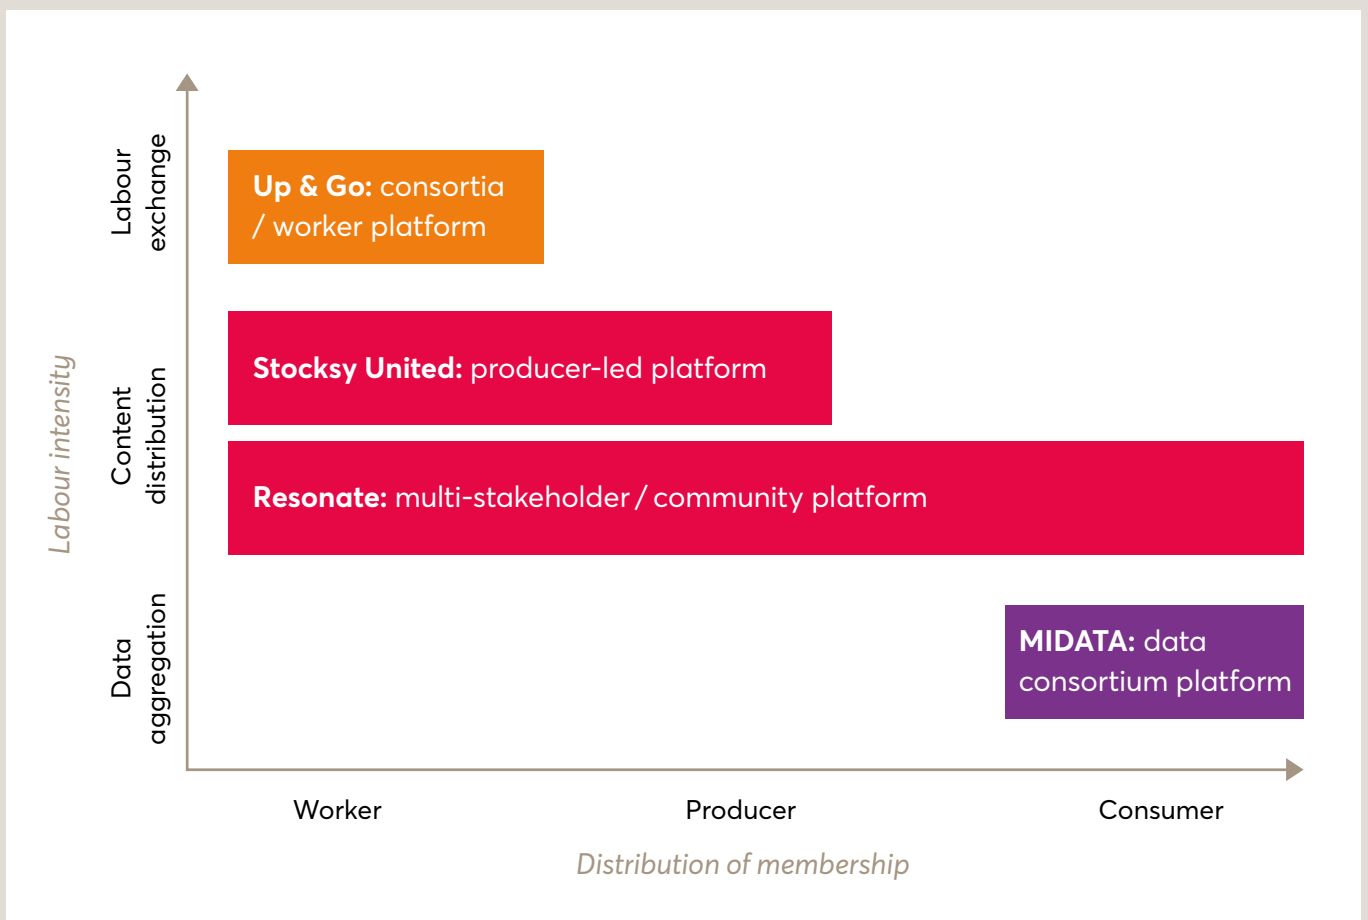 Labour intensity
Labour
exchange
Content
distribution
Data
aggregation
Up & Go: consortia
/ worker platform
Stocksy United: producer-led platform
Resonate: multi-stakeholder / community platform
MIDATA: data
consortium platform
Worker
Producer
Consumer
Distribution of membership